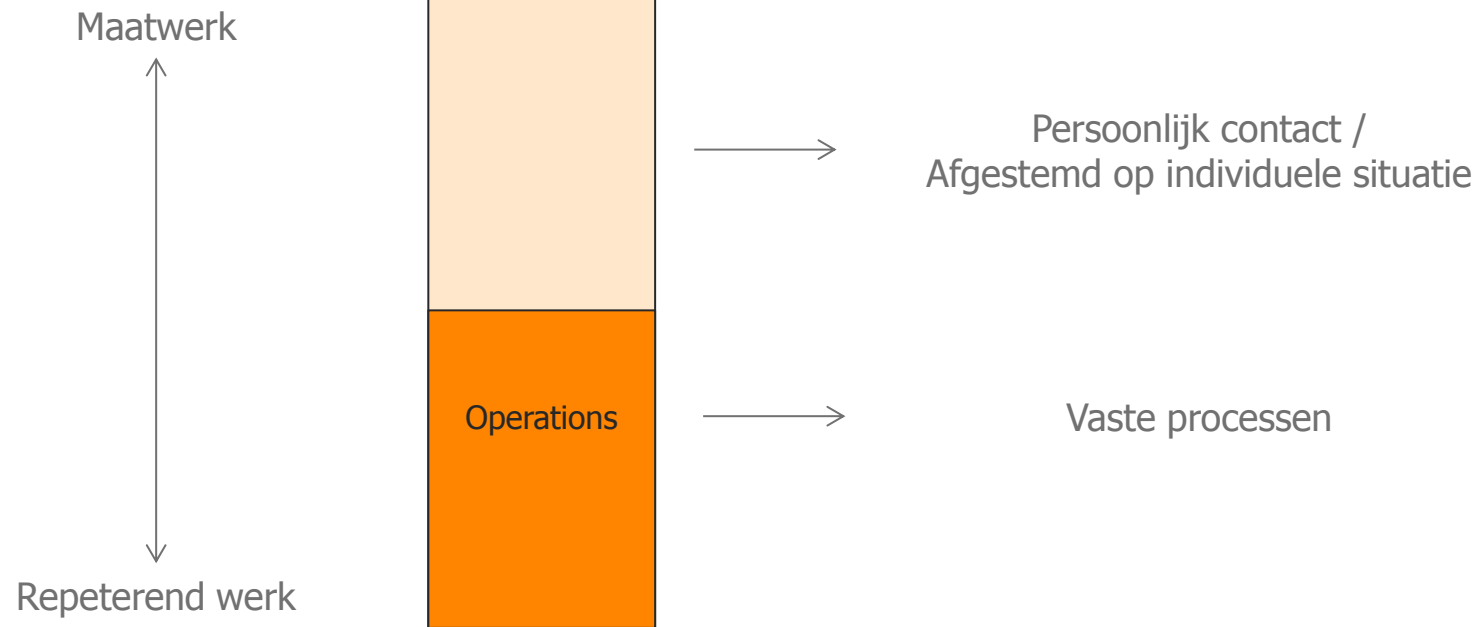 Maatwerk
Persoonlijk contact /
Afgestemd op individuele situatie
Operations
Vaste processen
Repeterend werk